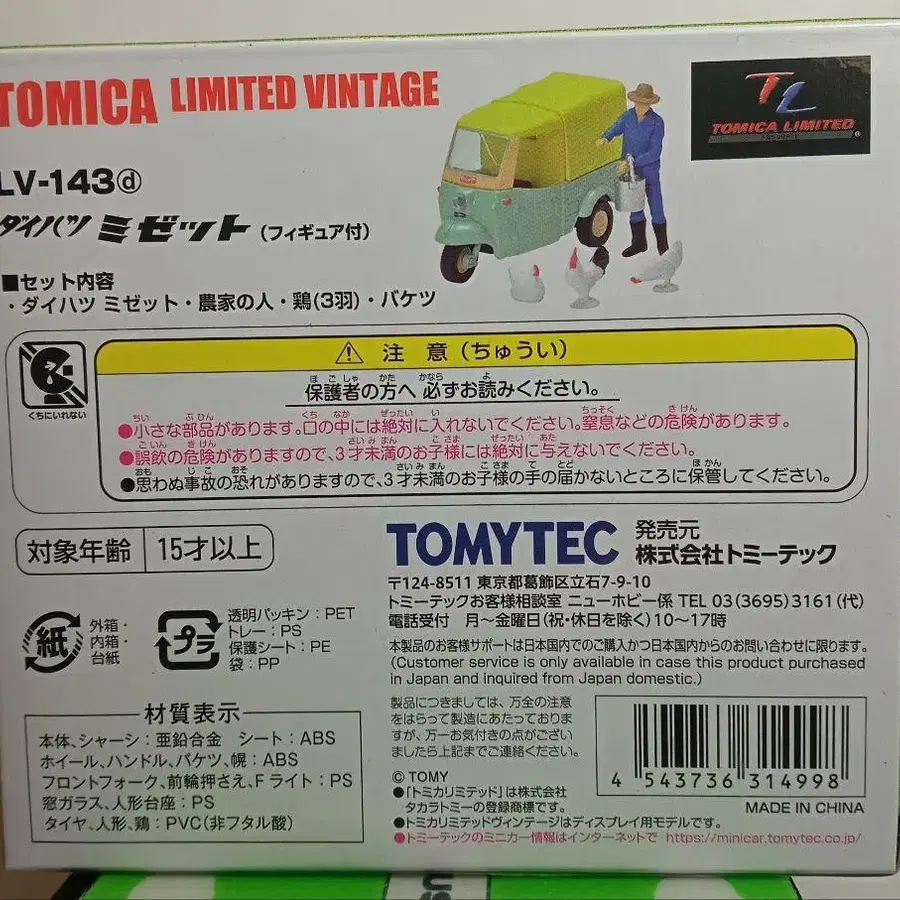 TOMICA LIMITED VINTAGE
TL
TOMICA LIMITED
LV-143ⓓ
ダイハツ ミゼット (フィギュア付)
■セット内容
・ダイハツ ミゼット・農家の人・鶏(3羽)・バケツ
くちにいれない
⚠ 注 意 (ちゅうい)
保護者の方へ 必ずお読みください。
●小さな部品があります。口の中には絶対に入れないでください。窒息などの危険があります。
●誤飲の危険がありますので、3才未満のお子様には絶対に与えないでください。
●思わぬ事故の恐れがありますので、3才未満のお子様の手の届かないところに保管してください。
対象年齢 15才以上
TOMYTEC 発売元 株式会社トミーテック
〒124-8511 東京都葛飾区立石7-9-10
トミーテックお客様相談室 ニューホビー係 TEL 03(3695)3161(代)
電話受付 月〜金曜日(祝・休日を除く)10〜17時
本製品のお客様サポートは日本国内でのご購入かつ日本国内からのお問い合わせに限ります。
(Customer service is only available in case this product purchased
in Japan and inquired from Japan domestic.)
紙
外箱・
内箱・
台紙
プラ
透明パッキン:PET
トレー:PS
保護シート:PE
袋:PP
材質表示
本体、シャーシ:亜鉛合金 シート:ABS
ホイール、ハンドル、バケツ、幌:ABS
フロントフォーク、前輪押さえ、Fライト:PS
窓ガラス、人形台座:PS
タイヤ、人形、鶏:PVC(非フタル酸)
製品につきましては、万全の注意
をはらって製造にあたっておりま
すが、万一お気付きの点がござい
ましたら上記までご連絡ください。
© TOMY
●「トミカリミテッド」は株式会社
タカラトミーの登録商標です。
●トミカリミテッドヴィンテージはディスプレイ用モデルです。
●トミーテックのミニカー情報はインターネットで https://minicar.tomytec.co.jp/
4 543736 314998
MADE IN CHINA